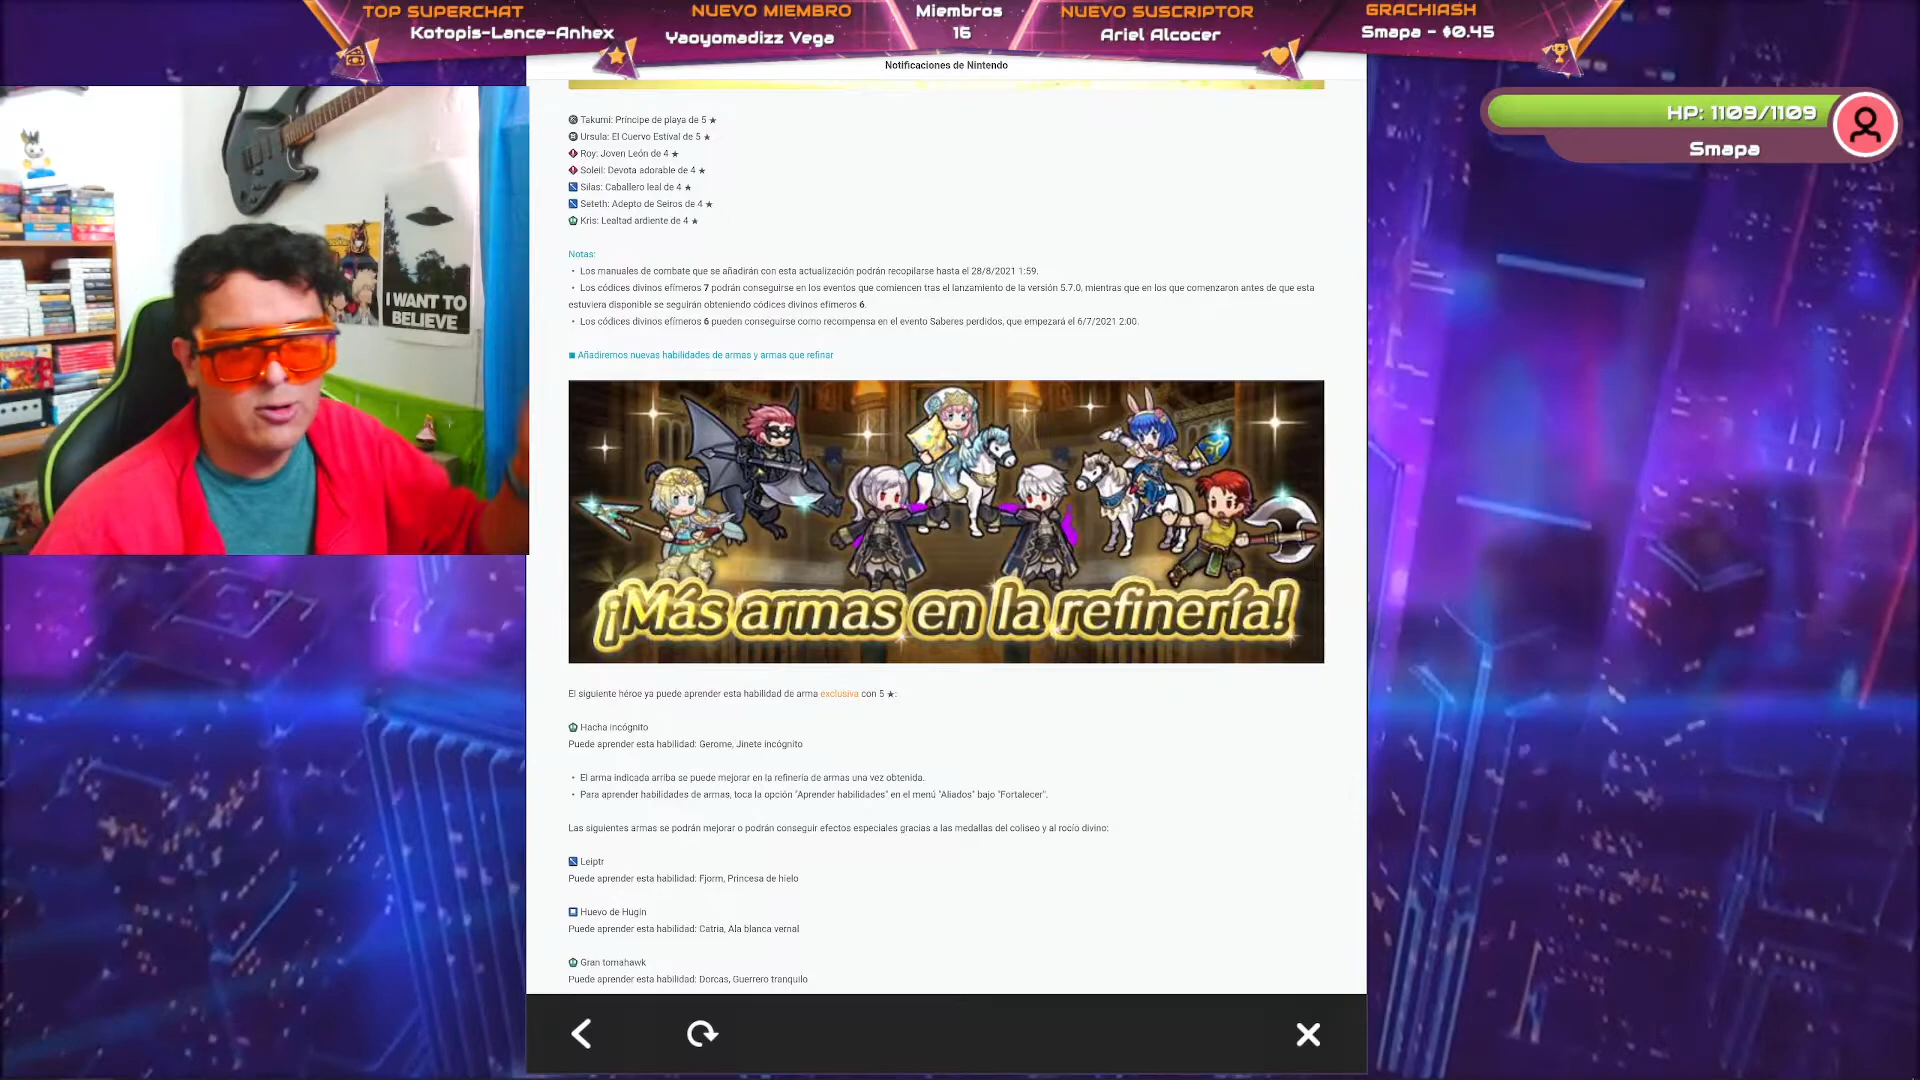 TOP SUPERCHAT
Kotopis-Lance-Anhex
NUEVO MIEMBRO
Yaoyomadizz Vega
Miembros
16
NUEVO SUSCRIPTOR
Ariel Alcocer
GRACHIASH
Smapa - $0.45
HP: 1109/1109
Smapa
I WANT TO
BELIEVE
Notificaciones de Nintendo
Takumi: Príncipe de playa de 5 ★
Ursula: El Cuervo Estival de 5 ★
Roy: Joven León de 4 ★
Soleil: Devota adorable de 4 ★
Silas: Caballero leal de 4 ★
Seteth: Adepto de Seiros de 4 ★
Kris: Lealtad ardiente de 4 ★
Notas:
• Los manuales de combate que se añadirán con esta actualización podrán recopilarse hasta el 28/8/2021 1:59.
• Los códices divinos efímeros 7 podrán conseguirse en los eventos que comiencen tras el lanzamiento de la versión 5.7.0, mientras que en los que comenzaron antes de que esta
estuviera disponible se seguirán obteniendo códices divinos efímeros 6.
• Los códices divinos efímeros 6 pueden conseguirse como recompensa en el evento Saberes perdidos, que empezará el 6/7/2021 2:00.
■ Añadiremos nuevas habilidades de armas y armas que refinar
¡Más armas en la refinería!
El siguiente héroe ya puede aprender esta habilidad de arma exclusiva con 5 ★:
Hacha incógnito
Puede aprender esta habilidad: Gerome, Jinete incógnito
• El arma indicada arriba se puede mejorar en la refinería de armas una vez obtenida.
• Para aprender habilidades de armas, toca la opción "Aprender habilidades" en el menú "Aliados" bajo "Fortalecer".
Las siguientes armas se podrán mejorar o podrán conseguir efectos especiales gracias a las medallas del coliseo y al rocío divino:
Leiptr
Puede aprender esta habilidad: Fjorm, Princesa de hielo
Huevo de Hugin
Puede aprender esta habilidad: Catria, Ala blanca vernal
Gran tomahawk
Puede aprender esta habilidad: Dorcas, Guerrero tranquilo